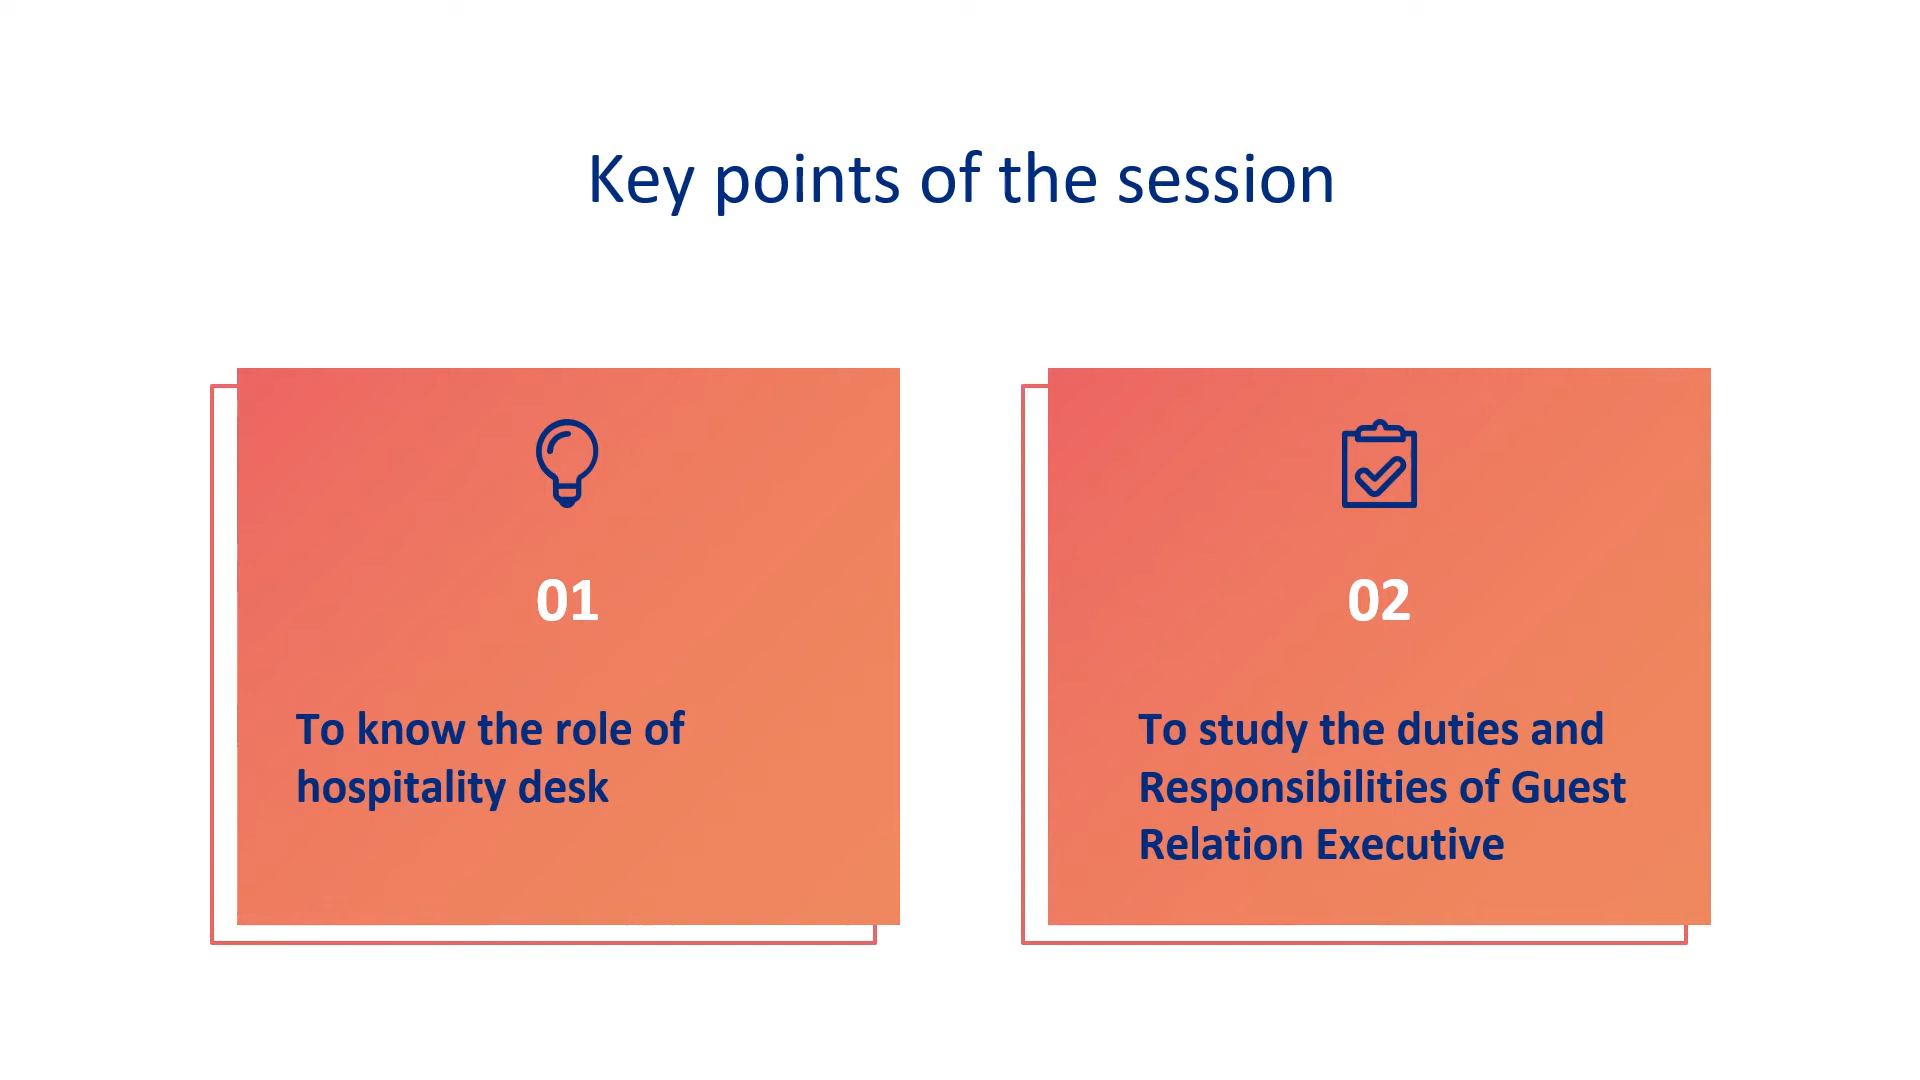 Key points of the session
01
To know the role of
hospitality desk
02
To study the duties and
Responsibilities of Guest
Relation Executive